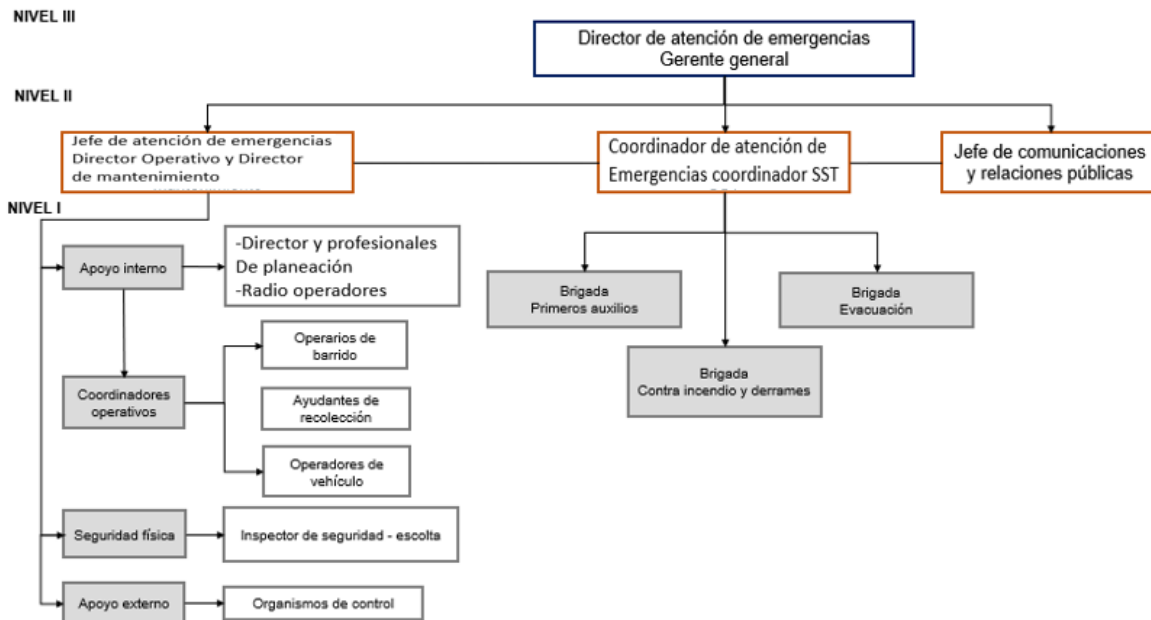 NIVEL III
Director de atención de emergencias
Gerente general
NIVEL II
Jefe de atención de emergencias
Director Operativo y Director
de mantenimiento
Coordinador de atención de
Emergencias coordinador SST
Jefe de comunicaciones
y relaciones públicas
NIVEL I
Apoyo interno
-Director y profesionales
De planeación
-Radio operadores
Brigada
Primeros auxilios
Brigada
Evacuación
Brigada
Contra incendio y derrames
Coordinadores
operativos
Operarios de
barrido
Ayudantes de
recolección
Operadores de
vehículo
Seguridad física
Inspector de seguridad - escolta
Apoyo externo
Organismos de control